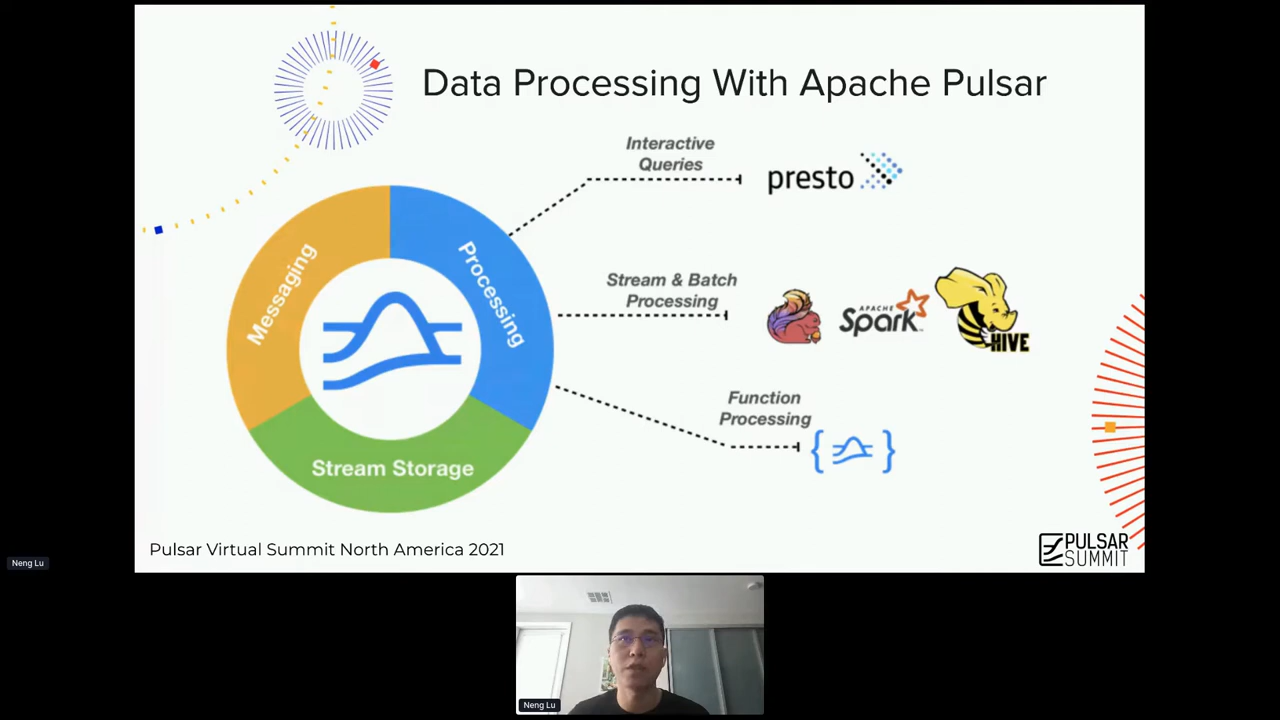 Data Processing With Apache Pulsar
Interactive
Queries
presto
Messaging
Processing
Stream Storage
Stream & Batch
Processing
APACHE
Spark
HIVE
Function
Processing
{ }
Pulsar Virtual Summit North America 2021
PULSAR
SUMMIT
Neng Lu
Neng Lu